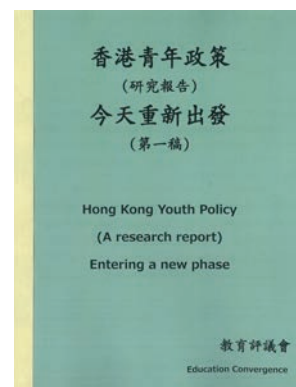 香港青年政策
(研究報告)
今天重新出發
(第一稿)
Hong Kong Youth Policy
(A research report)
Entering a new phase
教育評議會
Education Convergence